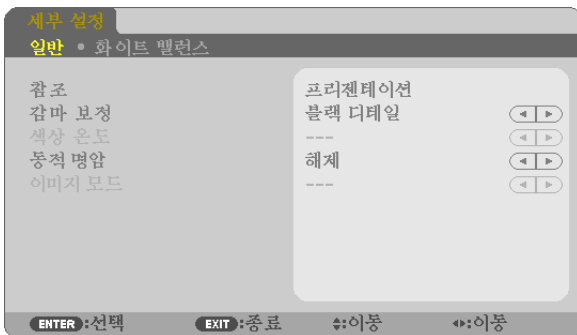 세부 설정
일반 • 화이트 밸런스
참조 프리젠테이션
감마 보정 블랙 디테일
색상 온도 ---
동적 명암 해제
이미지 모드 ---
ENTER:선택 EXIT:종료 :이동 :이동